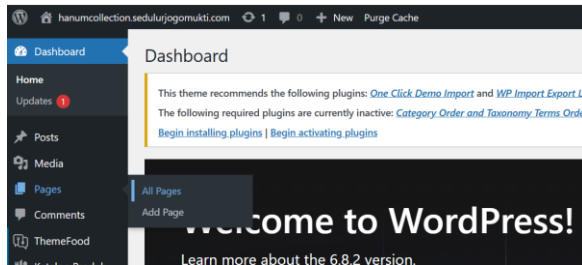 hanumcollection.sedulurjogomukti.com 1 0 + New Purge Cache
Dashboard
Home
Updates 1
Posts
Media
Pages
Comments
ThemeFood
Dashboard
This theme recommends the following plugins: One Click Demo Import and WP Import Export
The following required plugins are currently inactive: Category Order and Taxonomy Terms
Begin installing plugins | Begin activating plugins
All Pages
Add Page
Welcome to WordPress!
Learn more about the 6.8.2 version.